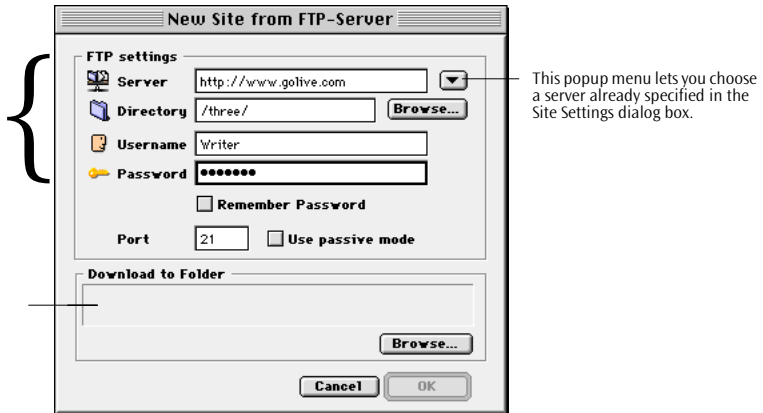 New Site from FTP-Server
FTP settings
Server http://www.golive.com
Directory /three/ Browse...
Username Writer
Password •••••••
Remember Password
Port 21 Use passive mode
Download to Folder
Browse...
Cancel OK
This popup menu lets you choose
a server already specified in the
Site Settings dialog box.